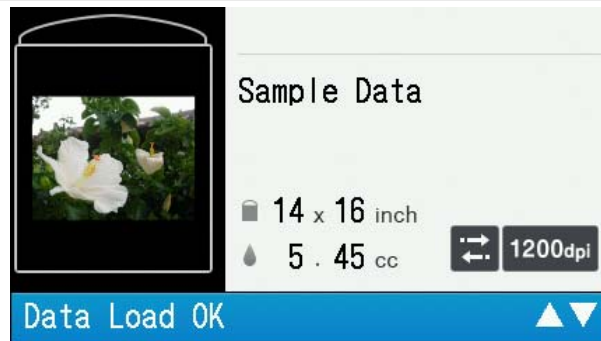 Sample Data
14 x 16 inch
5 . 45 cc
1200dpi
Data Load OK